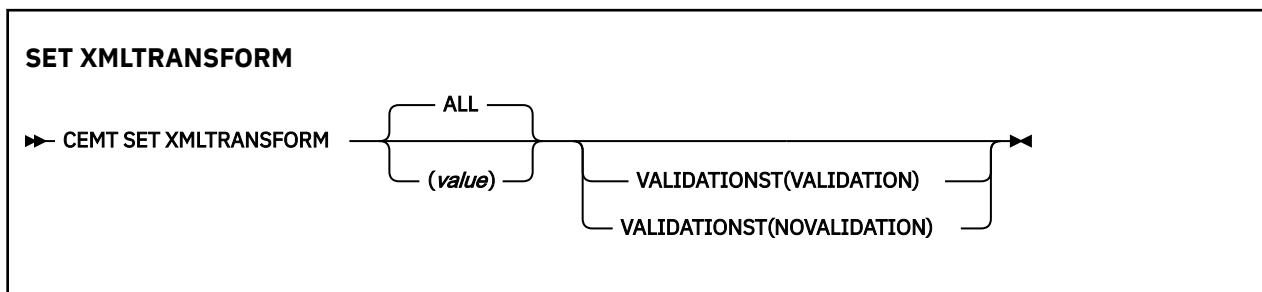 SET XMLTRANSFORM
ALL
CEMT SET XMLTRANSFORM
(value)
VALIDATIONST(VALIDATION)
VALIDATIONST(NOVALIDATION)